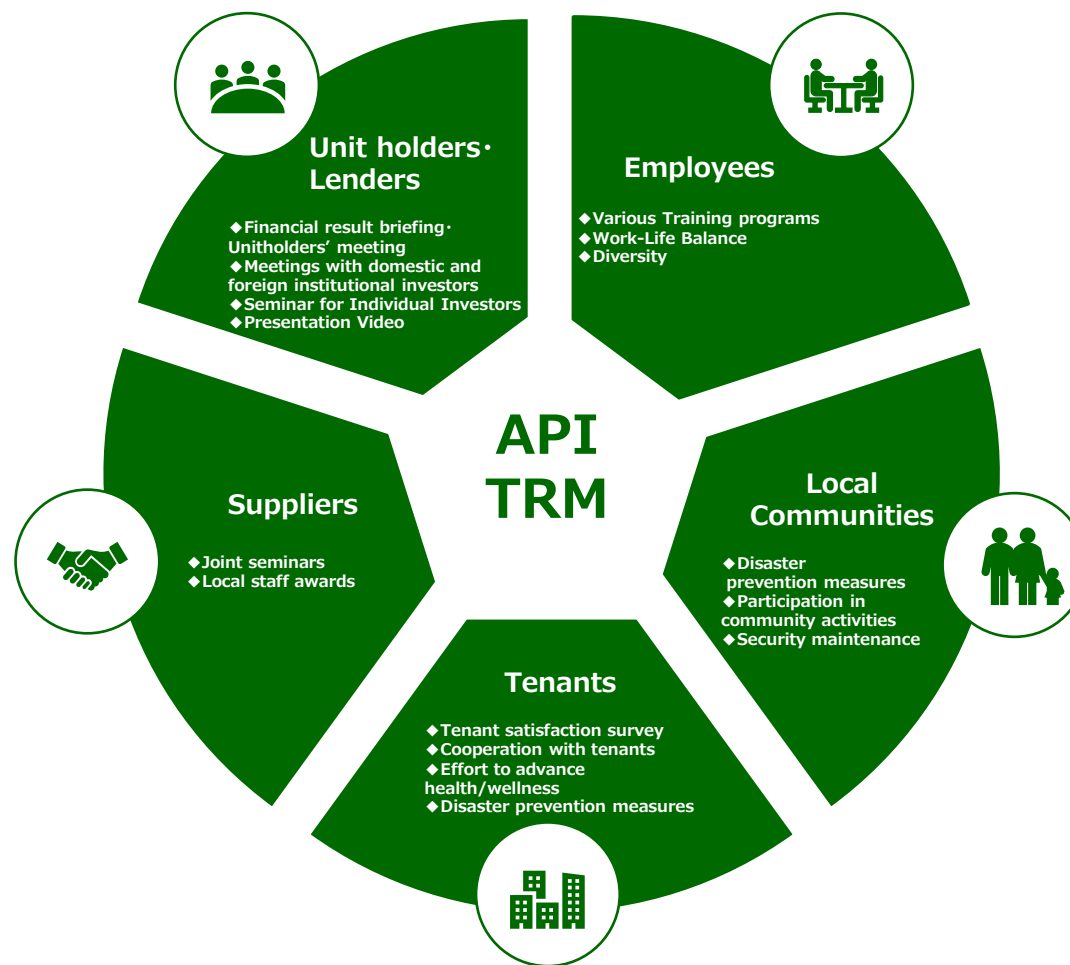 Unit holders･
Lenders
◆Financial result briefing･
Unitholders’ meeting
◆Meetings with domestic and
foreign institutional investors
◆Seminar for Individual Investors
◆Presentation Video
Employees
◆Various Training programs
◆Work-Life Balance
◆Diversity
API
TRM
Suppliers
◆Joint seminars
◆Local staff awards
Local
Communities
◆Disaster
prevention measures
◆Participation in
community activities
◆Security maintenance
Tenants
◆Tenant satisfaction survey
◆Cooperation with tenants
◆Effort to advance
health/wellness
◆Disaster prevention measures